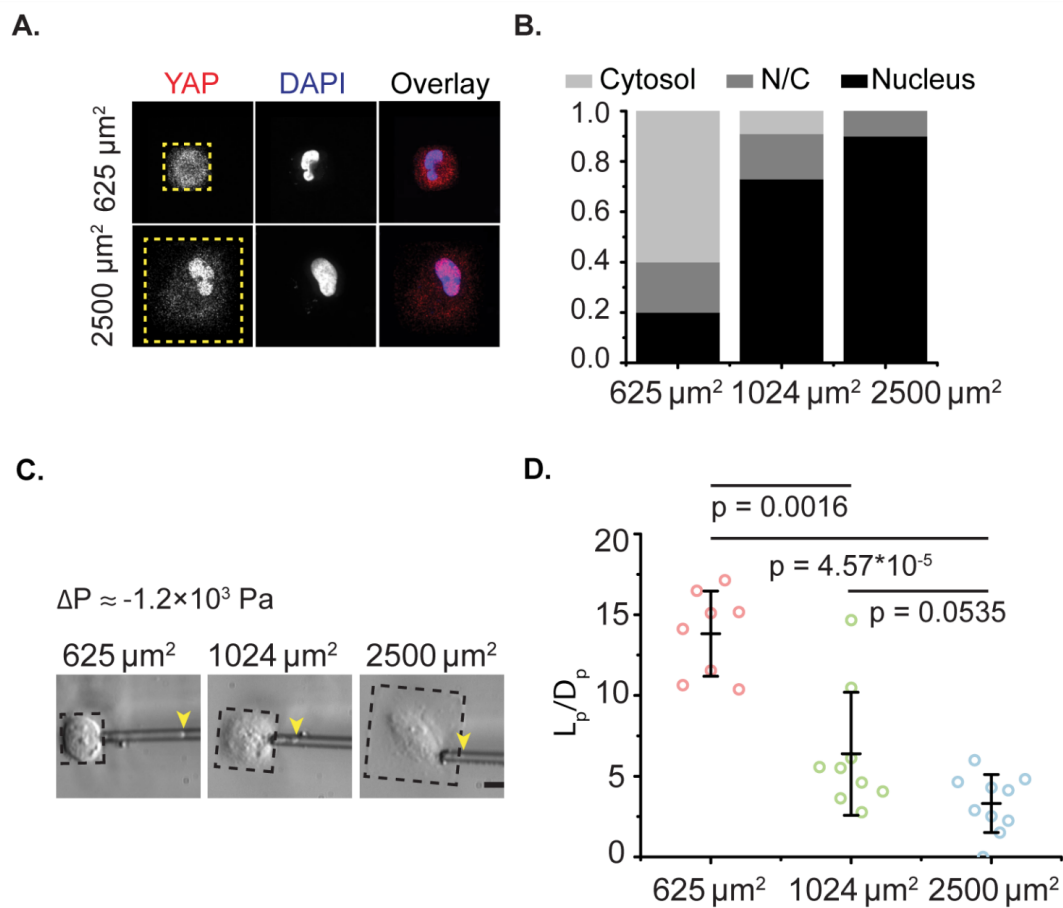 A.
YAP DAPI Overlay
625 µm²
2500 µm²
B.
Cytosol N/C Nucleus
1.0
0.8
0.6
0.4
0.2
0.0
625 µm² 1024 µm² 2500 µm²
C.
ΔP ≈ -1.2×10³ Pa
625 µm² 1024 µm² 2500 µm²
D.
p = 0.0016
p = 4.57*10⁻⁵
p = 0.0535
Lₚ/Dₚ
20
15
10
5
0
625 µm² 1024 µm² 2500 µm²